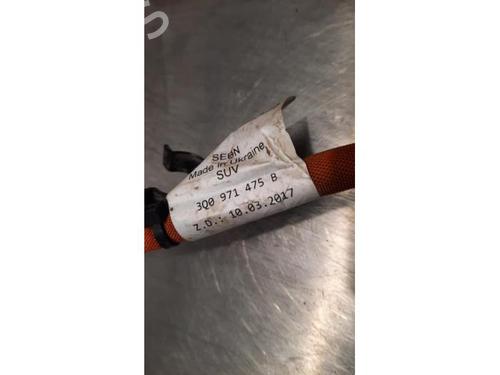 SEBN
Made in Ukraine
SUV
3Q0 971 475 B
Z.D.: 10.03.2017